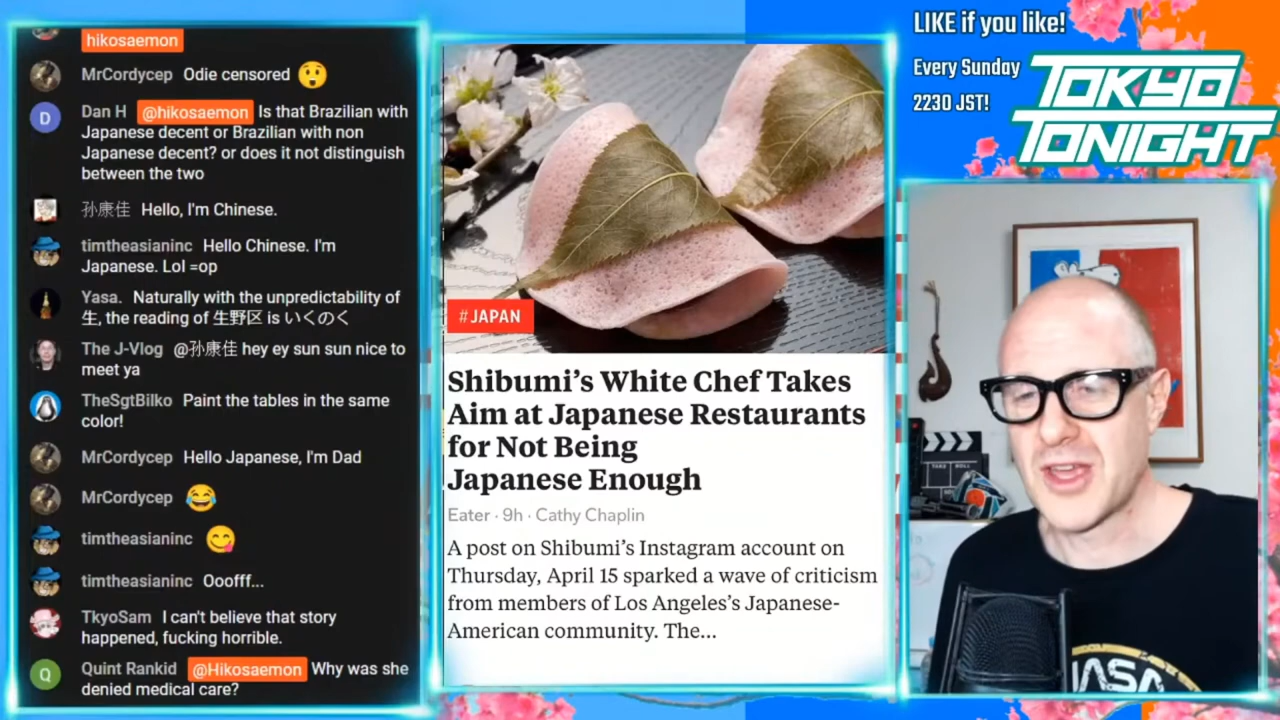 hikosaemon
MrCordycep Odie censored 😲
D
Dan H @hikosaemon Is that Brazilian with
Japanese decent or Brazilian with non
Japanese decent? or does it not distinguish
between the two
孙康佳 Hello, I'm Chinese.
timtheasianinc Hello Chinese. I'm
Japanese. Lol =op
Yasa. Naturally with the unpredictability of
生, the reading of 生野区 is いくのく
The J-Vlog @孙康佳 hey ey sun sun nice to
meet ya
TheSgtBilko Paint the tables in the same
color!
MrCordycep Hello Japanese, I'm Dad
MrCordycep 😂
timtheasianinc 😋
timtheasianinc Ooofff...
TkyoSam I can't believe that story
happened, fucking horrible.
Q
Quint Rankid @Hikosaemon Why was she
denied medical care?
#JAPAN
Shibumi's White Chef Takes
Aim at Japanese Restaurants
for Not Being
Japanese Enough
Eater · 9h · Cathy Chaplin
A post on Shibumi's Instagram account on
Thursday, April 15 sparked a wave of criticism
from members of Los Angeles's Japanese-
American community. The...
LIKE if you like!
Every Sunday
2230 JST!
TOKYO
TONIGHT
TAKE
ROLL
NASA